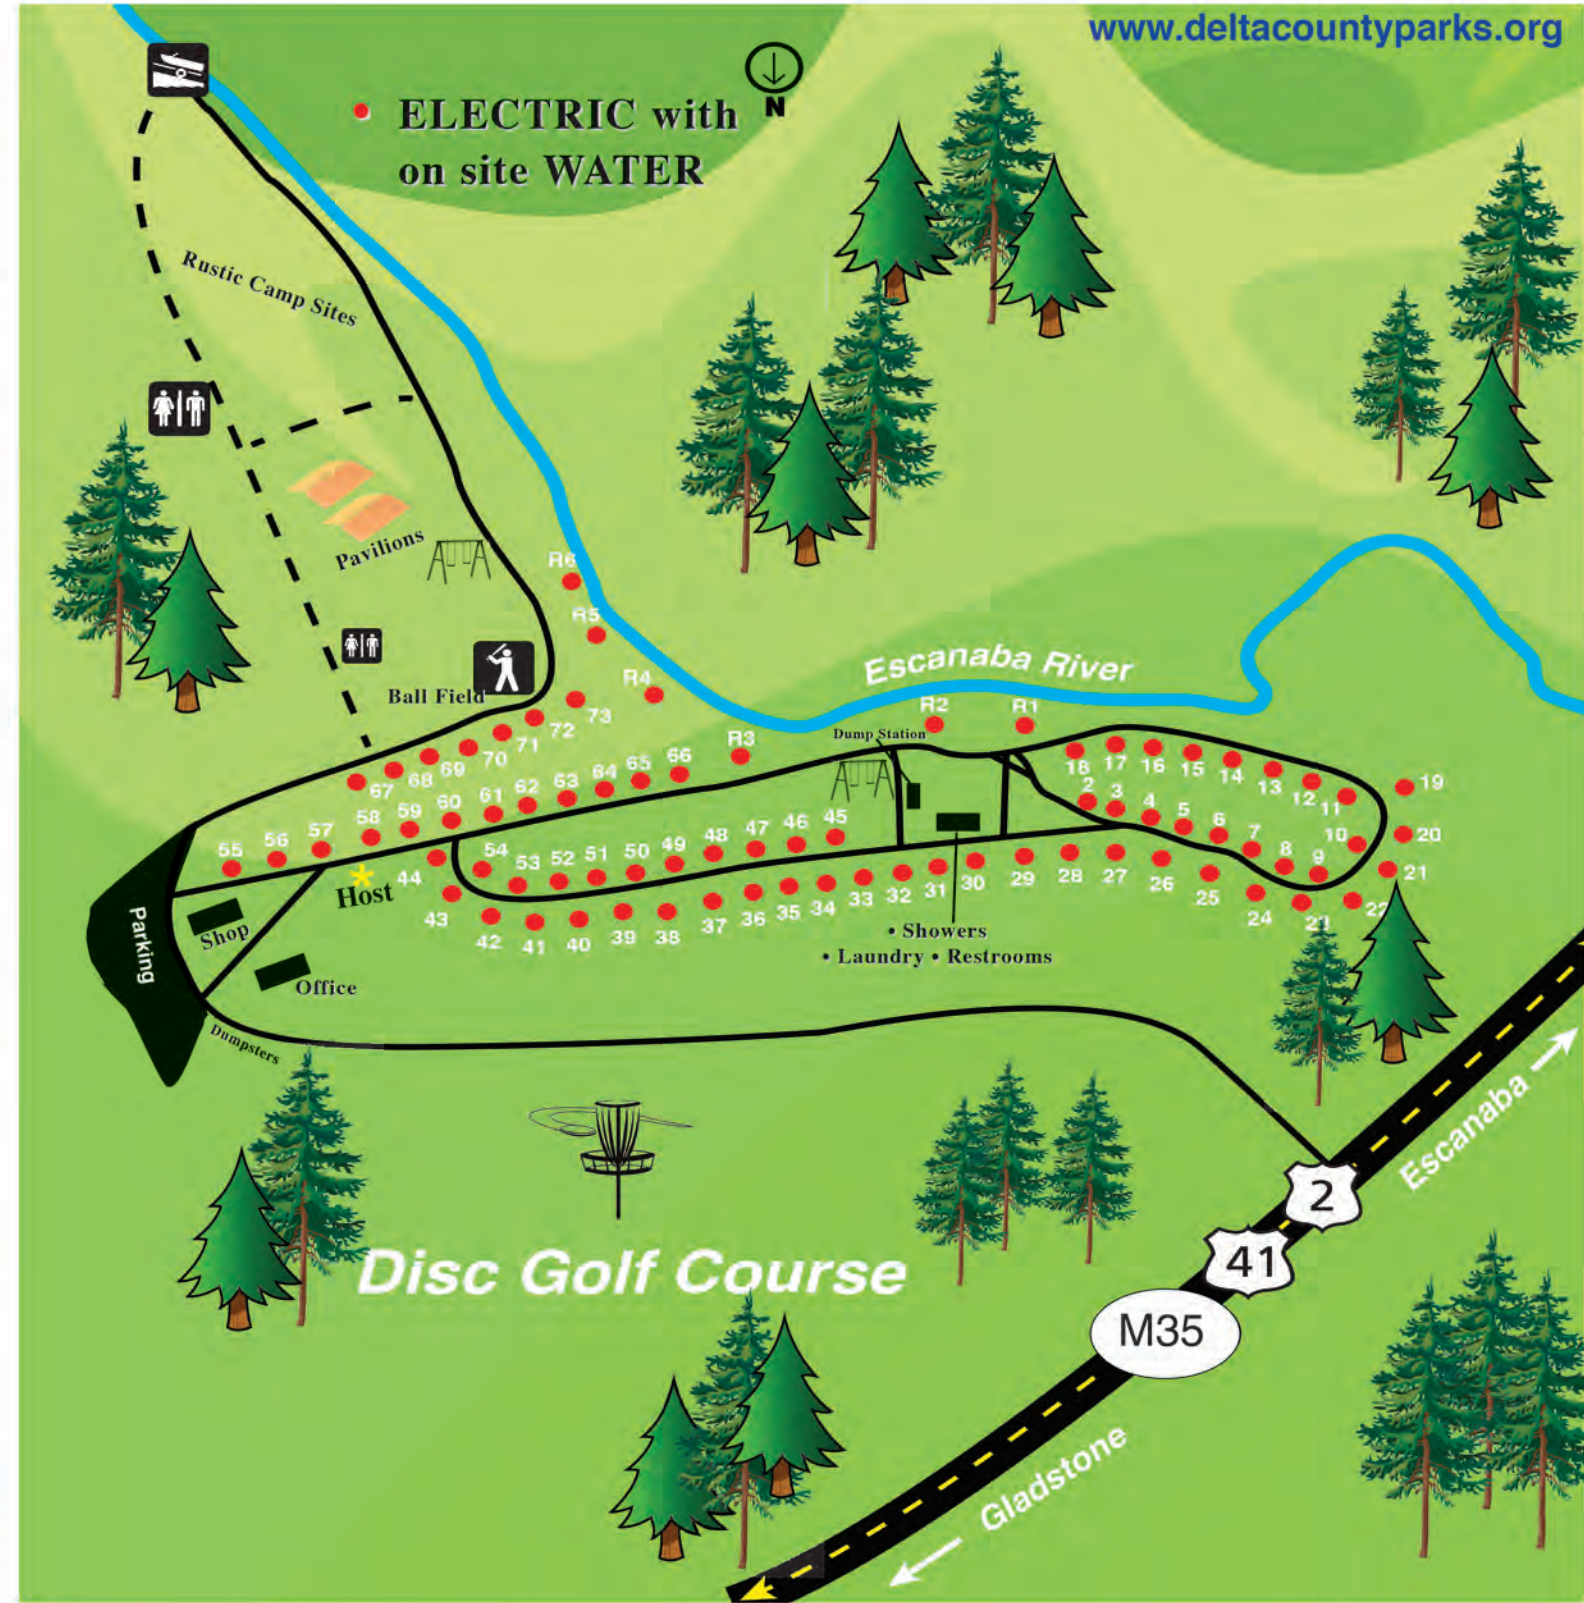 www.deltacountyparks.org
N
• ELECTRIC with
on site WATER
Rustic Camp Sites
Pavilions
R6
R5
R4
Ball Field
Escanaba River
R2
R1
R3
Dump Station
73
72
71
70
69
68
67
66
65
64
63
62
61
60
59
58
57
56
55
18
17
16
15
14
13
12
11
19
2
3
4
5
6
7
8
9
10
20
21
22
23
24
25
26
27
28
29
30
31
32
33
34
35
36
37
38
39
40
41
42
43
44
45
46
47
48
49
50
51
52
53
54
Host
Parking
Shop
Office
Dumpsters
• Showers
• Laundry • Restrooms
Disc Golf Course
Escanaba
2
41
M35
Gladstone